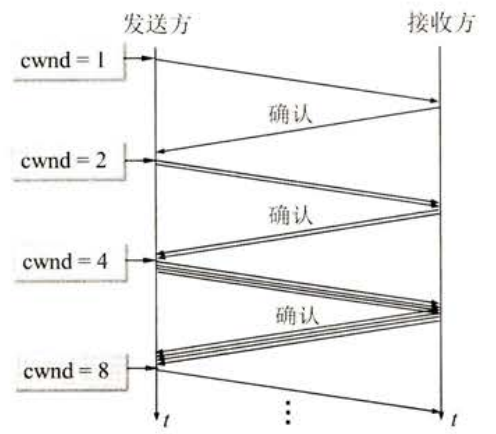 发送方 接收方
cwnd = 1
确认
cwnd = 2
确认
cwnd = 4
确认
cwnd = 8
t t